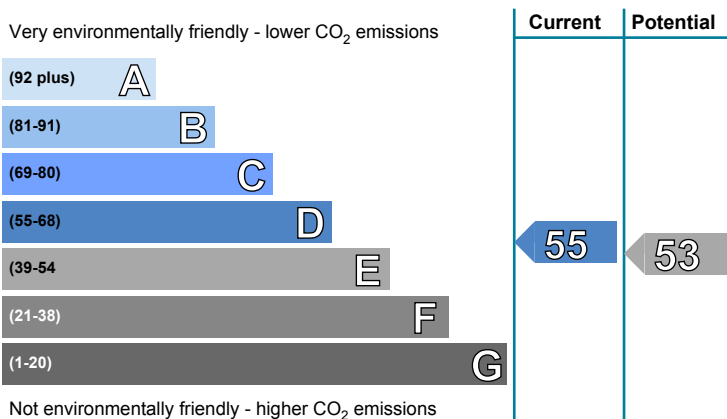 Very environmentally friendly - lower CO2 emissions
Current
Potential
(92 plus) A
(81-91) B
(69-80) C
(55-68) D
(39-54 E
(21-38) F
(1-20) G
55
53
Not environmentally friendly - higher CO2 emissions